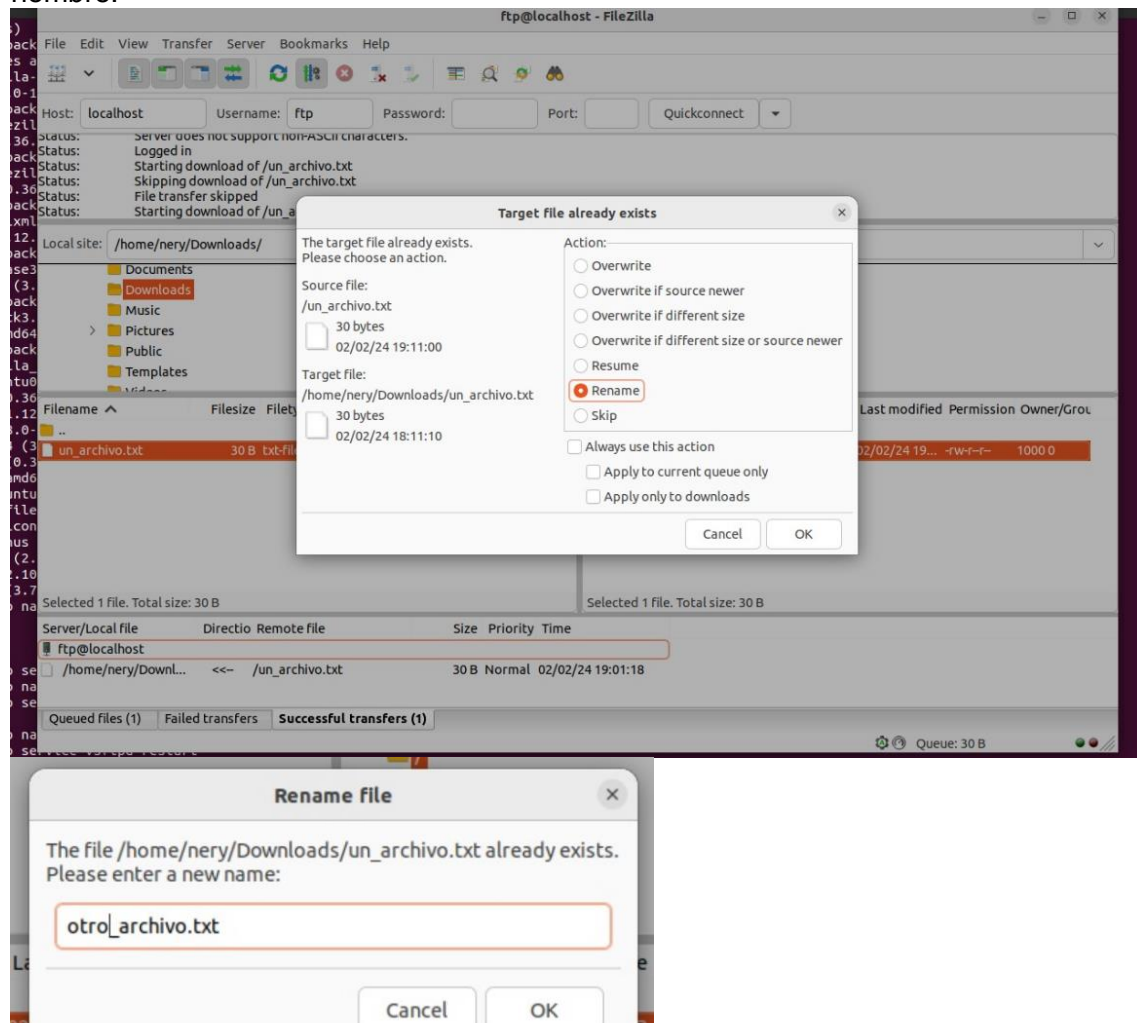 nombre.
ftp@localhost - FileZilla
File Edit View Transfer Server Bookmarks Help
Host: localhost Username: ftp Password: Port: Quickconnect
Status: Server does not support non-ASCII characters.
Status: Logged in
Status: Starting download of /un_archivo.txt
Status: Skipping download of /un_archivo.txt
Status: File transfer skipped
Status: Starting download of /un_a
Local site: /home/nery/Downloads/
Documents
Downloads
Music
Pictures
Public
Templates
Videos
Filename Filesize Filety
..
un_archivo.txt 30 B txt-file
Selected 1 file. Total size: 30 B
Target file already exists
The target file already exists.
Please choose an action.
Source file:
/un_archivo.txt
30 bytes
02/02/24 19:11:00
Target file:
/home/nery/Downloads/un_archivo.txt
30 bytes
02/02/24 18:11:10
Action:
Overwrite
Overwrite if source newer
Overwrite if different size
Overwrite if different size or source newer
Resume
Rename
Skip
Always use this action
Apply to current queue only
Apply only to downloads
Cancel OK
Last modified Permission Owner/Grou
02/02/24 19... -rw-r--r-- 1000 0
Selected 1 file. Total size: 30 B
Server/Local file Directio Remote file Size Priority Time
ftp@localhost
/home/nery/Downl... <<-- /un_archivo.txt 30 B Normal 02/02/24 19:01:18
Queued files (1) Failed transfers Successful transfers (1)
Queue: 30 B
Rename file
The file /home/nery/Downloads/un_archivo.txt already exists.
Please enter a new name:
otro_archivo.txt
Cancel OK